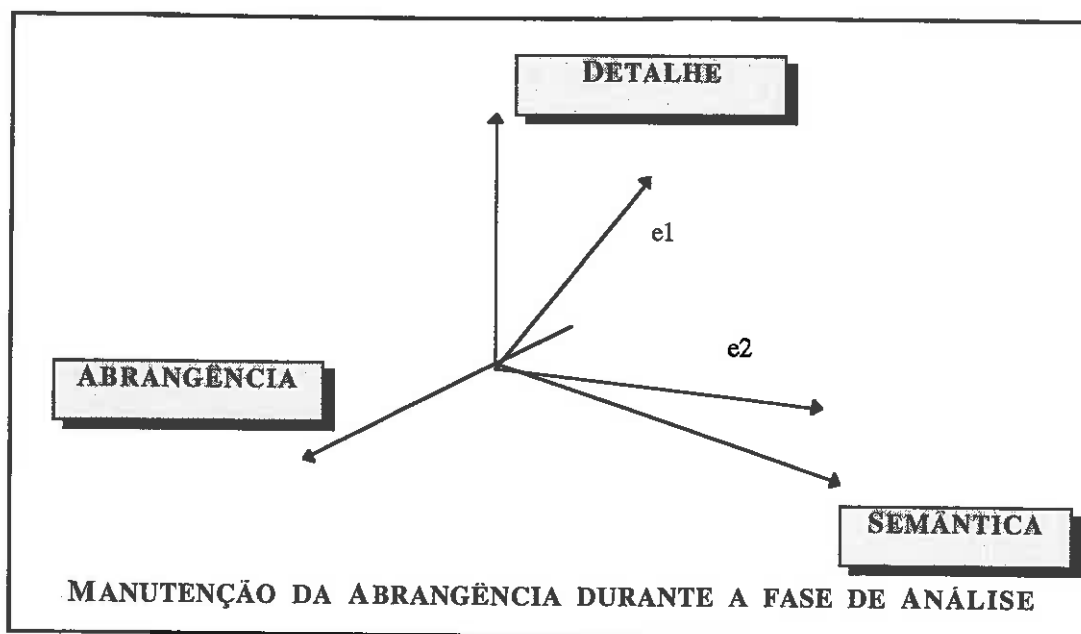 DETALHE
e1
e2
ABRANGÊNCIA
SEMÂNTICA
MANUTENÇÃO DA ABRANGÊNCIA DURANTE A FASE DE ANÁLISE